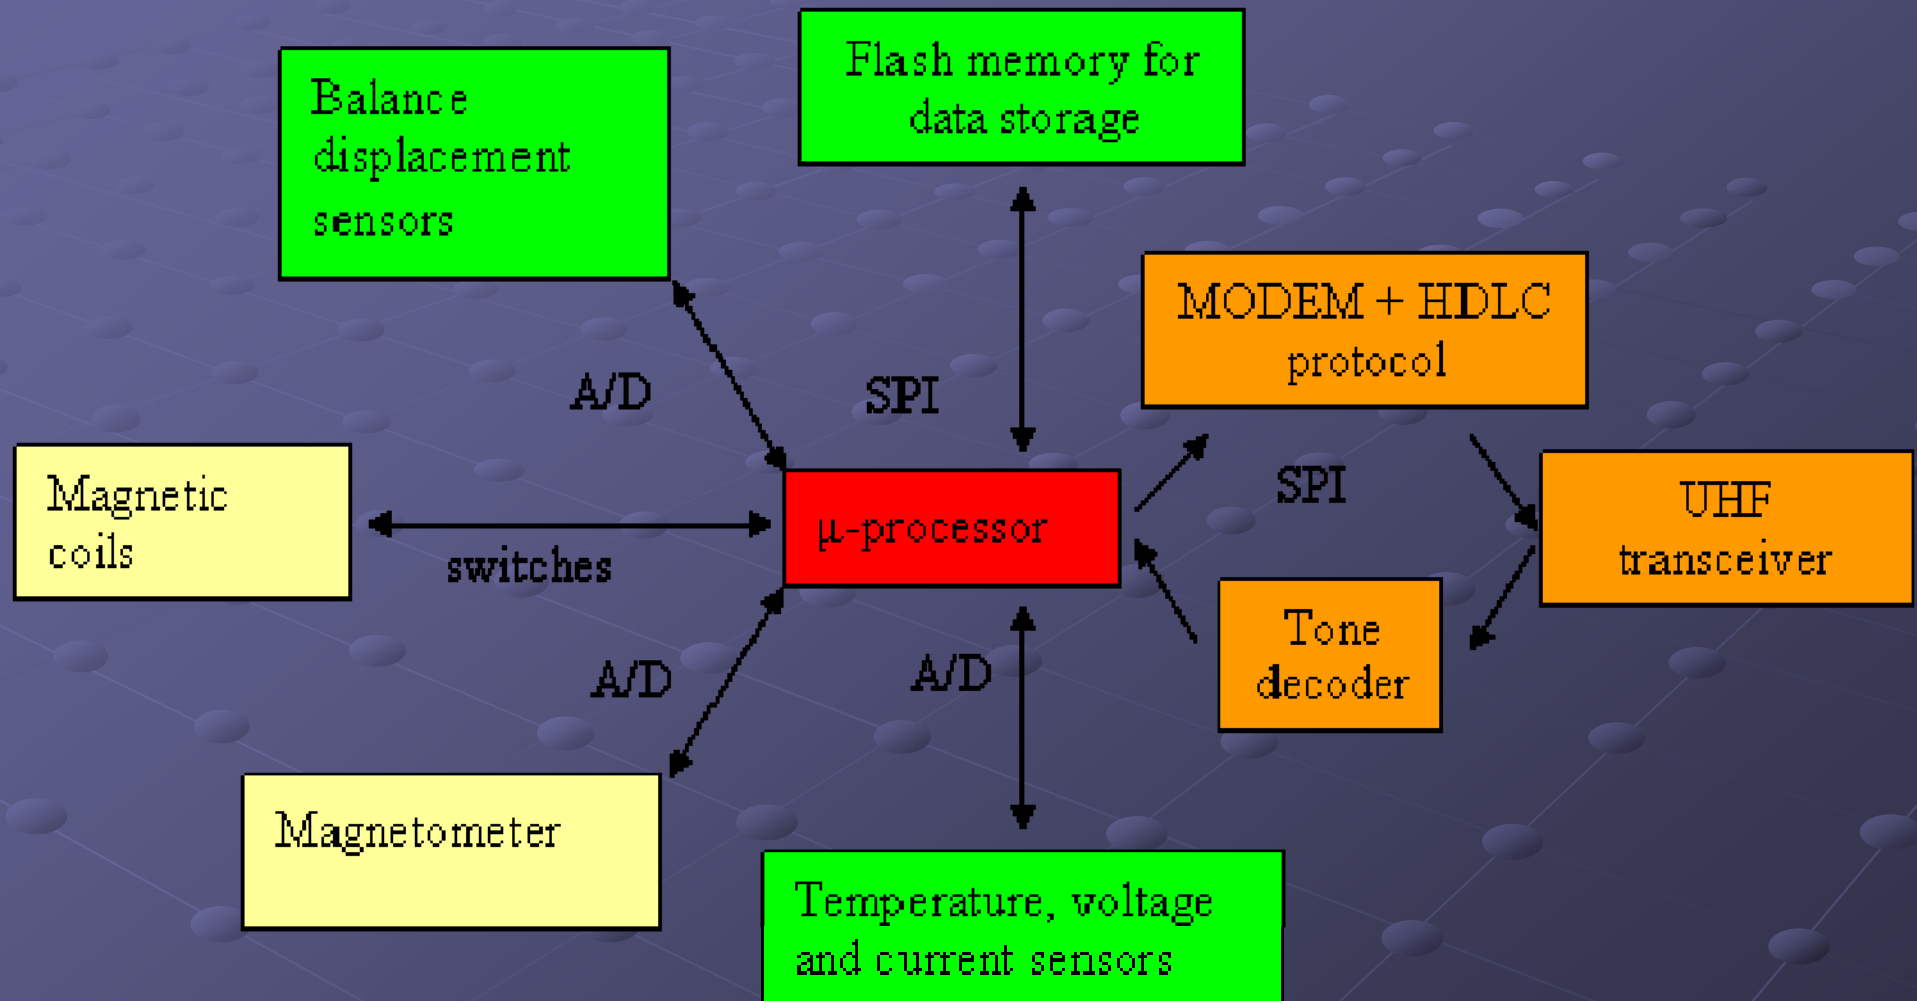 Flash memory for
data storage
Balance
displacement
sensors
MODEM + HDLC
protocol
A/D
SPI
Magnetic
coils
switches
μ-processor
SPI
UHF
transceiver
Tone
decoder
A/D
A/D
Magnetometer
Temperature, voltage
and current sensors